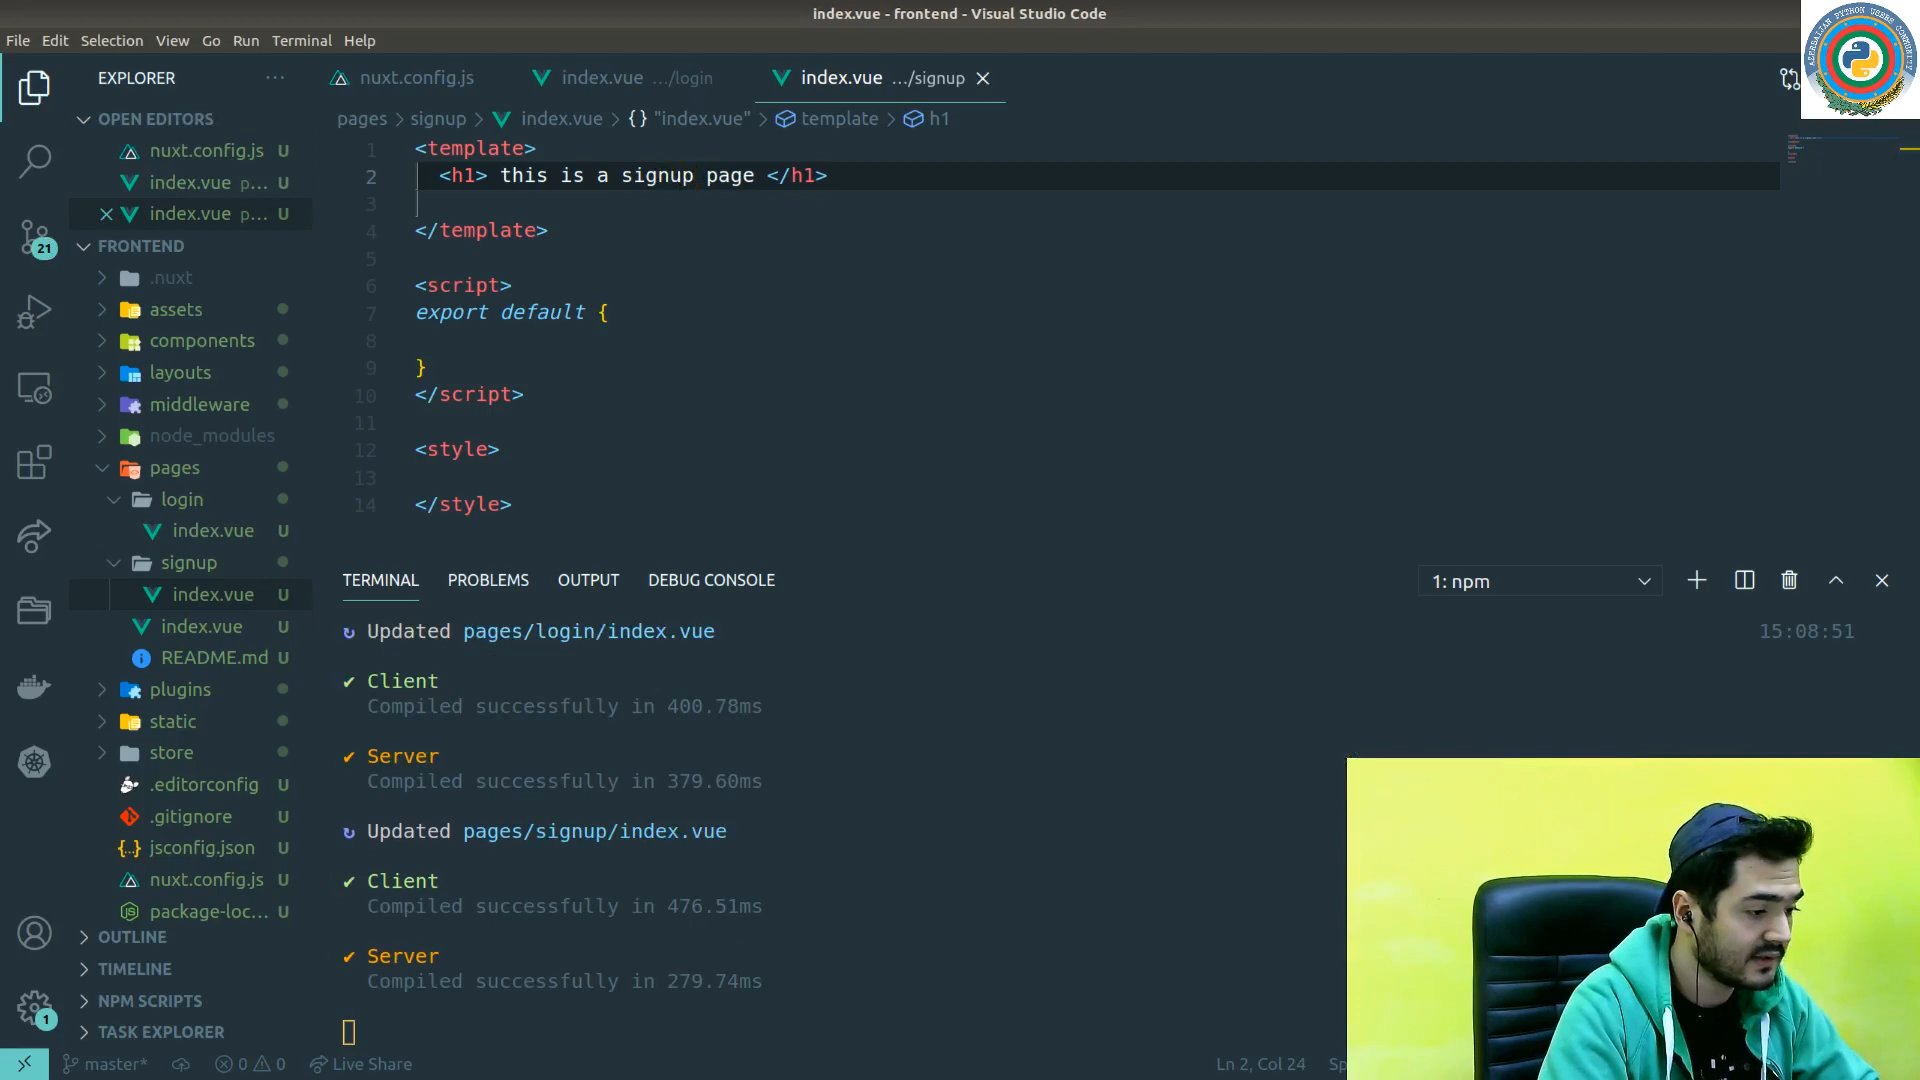 index.vue - frontend - Visual Studio Code
File Edit Selection View Go Run Terminal Help
AZERBAIJAN PYTHON USERS COMMUNITY
EXPLORER
nuxt.config.js
index.vue …/login
index.vue …/signup
OPEN EDITORS
nuxt.config.js U
index.vue p... U
index.vue p... U
FRONTEND
.nuxt
assets
components
layouts
middleware
node_modules
pages
login
index.vue U
signup
index.vue U
index.vue U
README.md U
plugins
static
store
.editorconfig U
.gitignore U
jsconfig.json U
nuxt.config.js U
package-loc... U
OUTLINE
TIMELINE
NPM SCRIPTS
TASK EXPLORER
21
1
pages > signup > index.vue > {} "index.vue" > template > h1
1 <template>
2 <h1> this is a signup page </h1>
3
4 </template>
5
6 <script>
7 export default {
8
9 }
10 </script>
11
12 <style>
13
14 </style>
TERMINAL PROBLEMS OUTPUT DEBUG CONSOLE 1: npm
↻ Updated pages/login/index.vue 15:08:51
✔ Client
Compiled successfully in 400.78ms
✔ Server
Compiled successfully in 379.60ms
↻ Updated pages/signup/index.vue
✔ Client
Compiled successfully in 476.51ms
✔ Server
Compiled successfully in 279.74ms
master* 0 0 Live Share Ln 2, Col 24 Sp